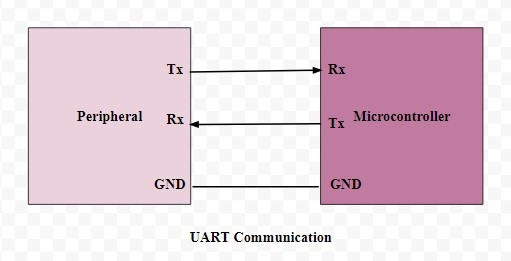 Tx
Rx
Peripheral
Rx
Tx
Microcontroller
GND
GND
UART Communication